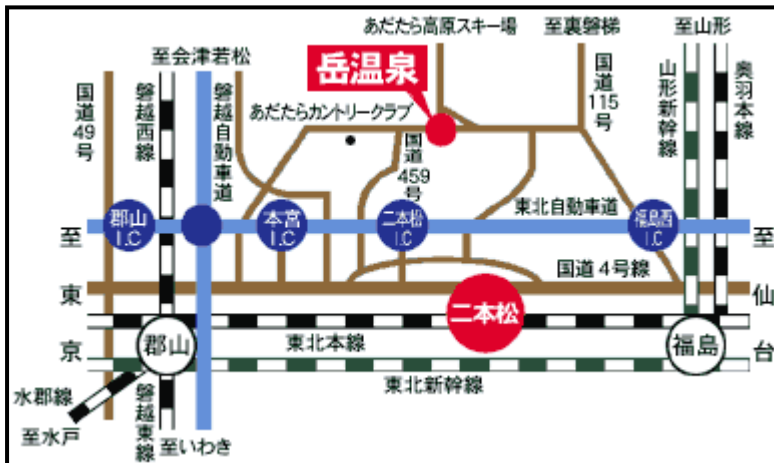 あだたら高原スキー場
至裏磐梯
至山形
至会津若松
岳温泉
国道49号
磐越西線
磐越自動車道
あだたらカントリークラブ
国道459号
国道115号
山形新幹線
奥羽本線
郡山I.C
本宮I.C
二本松I.C
東北自動車道
福島西I.C
至東京
至仙台
国道4号線
二本松
郡山
東北本線
福島
東北新幹線
水郡線
至水戸
磐越東線
至いわき